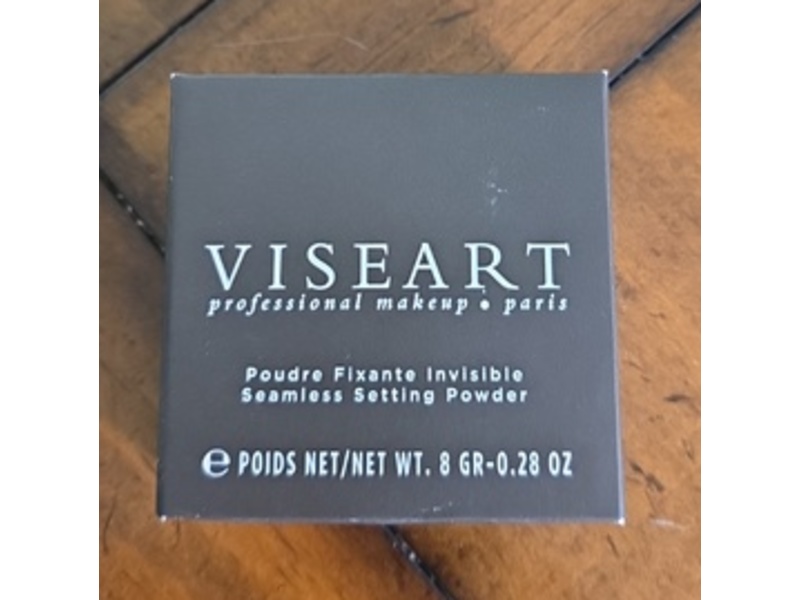 VISEART
professional makeup • paris
Poudre Fixante Invisible
Seamless Setting Powder
℮ POIDS NET/NET WT. 8 GR-0.28 OZ